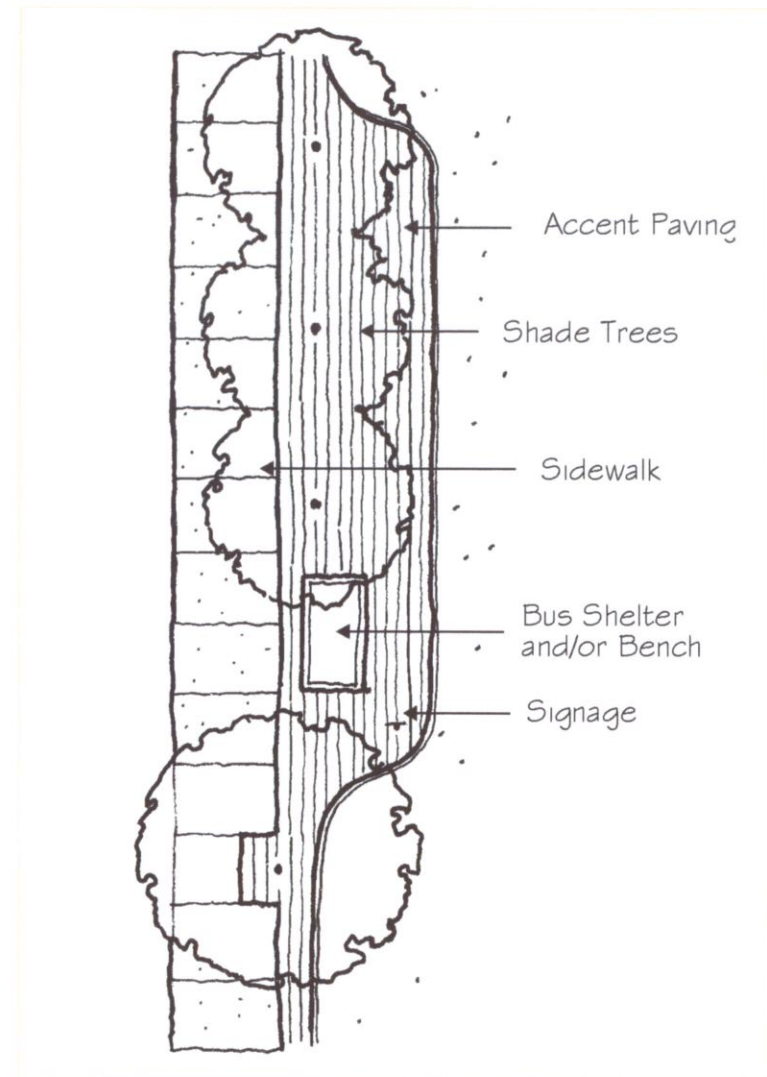 Accent Paving
Shade Trees
Sidewalk
Bus Shelter
and/or Bench
Signage